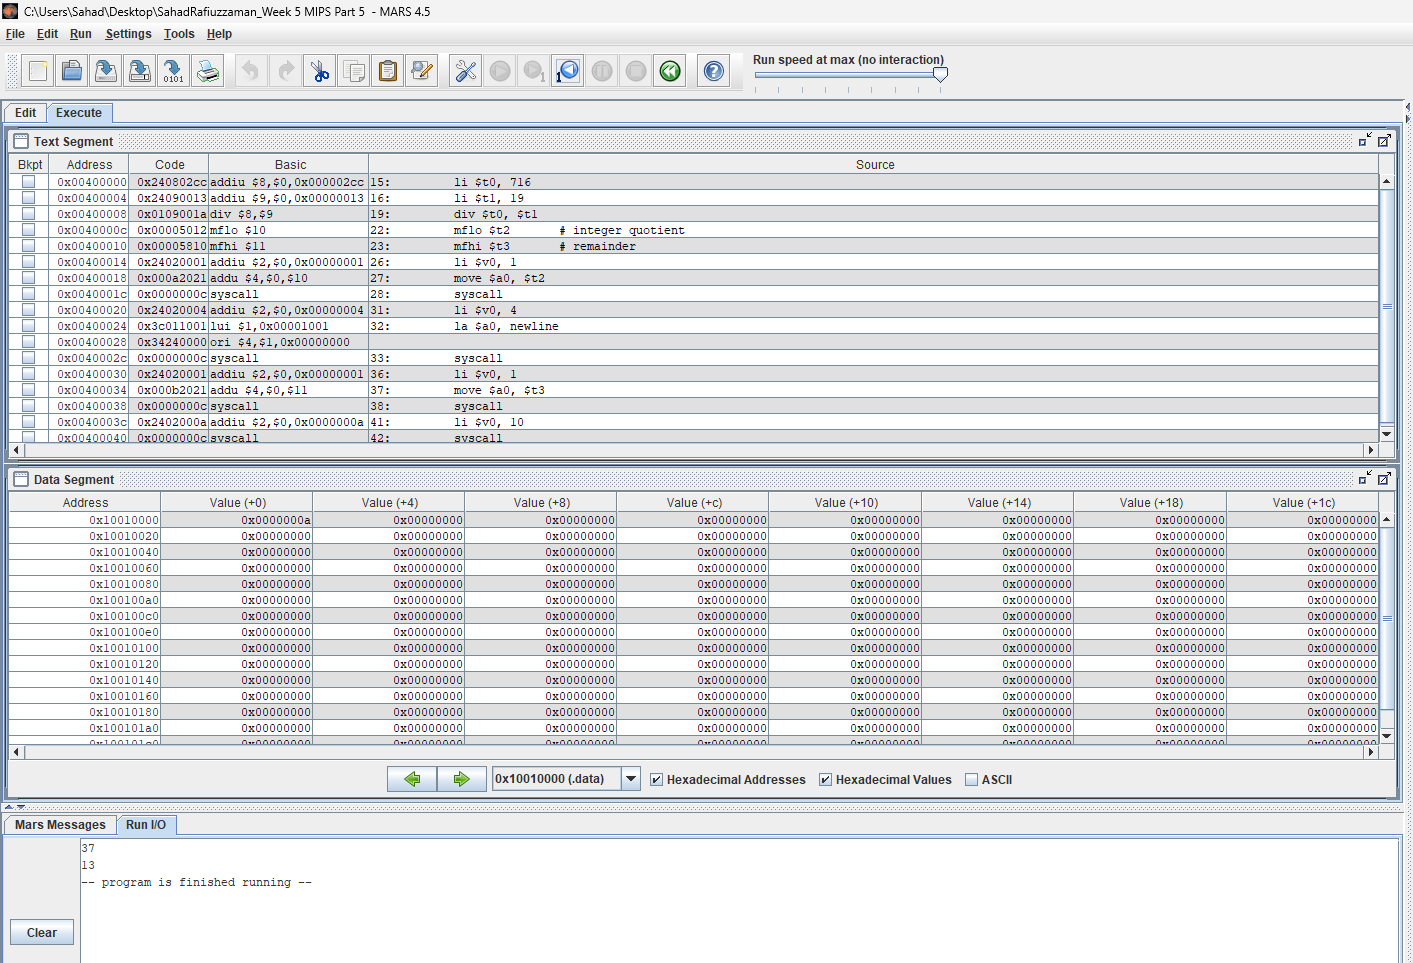 C:\Users\Sahad\Desktop\SahadRafiuzzaman_Week 5 MIPS Part 5 - MARS 4.5
File Edit Run Settings Tools Help
Run speed at max (no interaction)
Edit Execute
Text Segment
Bkpt Address Code Basic Source
0x00400000 0x240802cc addiu $8,$0,0x000002cc 15: li $t0, 716
0x00400004 0x24090013 addiu $9,$0,0x00000013 16: li $t1, 19
0x00400008 0x0109001a div $8,$9 19: div $t0, $t1
0x0040000c 0x00005012 mflo $10 22: mflo $t2 # integer quotient
0x00400010 0x00005810 mfhi $11 23: mfhi $t3 # remainder
0x00400014 0x24020001 addiu $2,$0,0x00000001 26: li $v0, 1
0x00400018 0x000a2021 addu $4,$0,$10 27: move $a0, $t2
0x0040001c 0x0000000c syscall 28: syscall
0x00400020 0x24020004 addiu $2,$0,0x00000004 31: li $v0, 4
0x00400024 0x3c011001 lui $1,0x00001001 32: la $a0, newline
0x00400028 0x34240000 ori $4,$1,0x00000000
0x0040002c 0x0000000c syscall 33: syscall
0x00400030 0x24020001 addiu $2,$0,0x00000001 36: li $v0, 1
0x00400034 0x000b2021 addu $4,$0,$11 37: move $a0, $t3
0x00400038 0x0000000c syscall 38: syscall
0x0040003c 0x2402000a addiu $2,$0,0x0000000a 41: li $v0, 10
0x00400040 0x0000000c syscall 42: syscall
Data Segment
Address Value (+0) Value (+4) Value (+8) Value (+c) Value (+10) Value (+14) Value (+18) Value (+1c)
0x10010000 0x0000000a 0x00000000 0x00000000 0x00000000 0x00000000 0x00000000 0x00000000 0x00000000
0x10010020 0x00000000 0x00000000 0x00000000 0x00000000 0x00000000 0x00000000 0x00000000 0x00000000
0x10010040 0x00000000 0x00000000 0x00000000 0x00000000 0x00000000 0x00000000 0x00000000 0x00000000
0x10010060 0x00000000 0x00000000 0x00000000 0x00000000 0x00000000 0x00000000 0x00000000 0x00000000
0x10010080 0x00000000 0x00000000 0x00000000 0x00000000 0x00000000 0x00000000 0x00000000 0x00000000
0x100100a0 0x00000000 0x00000000 0x00000000 0x00000000 0x00000000 0x00000000 0x00000000 0x00000000
0x100100c0 0x00000000 0x00000000 0x00000000 0x00000000 0x00000000 0x00000000 0x00000000 0x00000000
0x100100e0 0x00000000 0x00000000 0x00000000 0x00000000 0x00000000 0x00000000 0x00000000 0x00000000
0x10010100 0x00000000 0x00000000 0x00000000 0x00000000 0x00000000 0x00000000 0x00000000 0x00000000
0x10010120 0x00000000 0x00000000 0x00000000 0x00000000 0x00000000 0x00000000 0x00000000 0x00000000
0x10010140 0x00000000 0x00000000 0x00000000 0x00000000 0x00000000 0x00000000 0x00000000 0x00000000
0x10010160 0x00000000 0x00000000 0x00000000 0x00000000 0x00000000 0x00000000 0x00000000 0x00000000
0x10010180 0x00000000 0x00000000 0x00000000 0x00000000 0x00000000 0x00000000 0x00000000 0x00000000
0x100101a0 0x00000000 0x00000000 0x00000000 0x00000000 0x00000000 0x00000000 0x00000000 0x00000000
0x100101c0 0x00000000 0x00000000 0x00000000 0x00000000 0x00000000 0x00000000 0x00000000 0x00000000
0x10010000 (.data) Hexadecimal Addresses Hexadecimal Values ASCII
Mars Messages Run I/O
37
13
-- program is finished running --
Clear